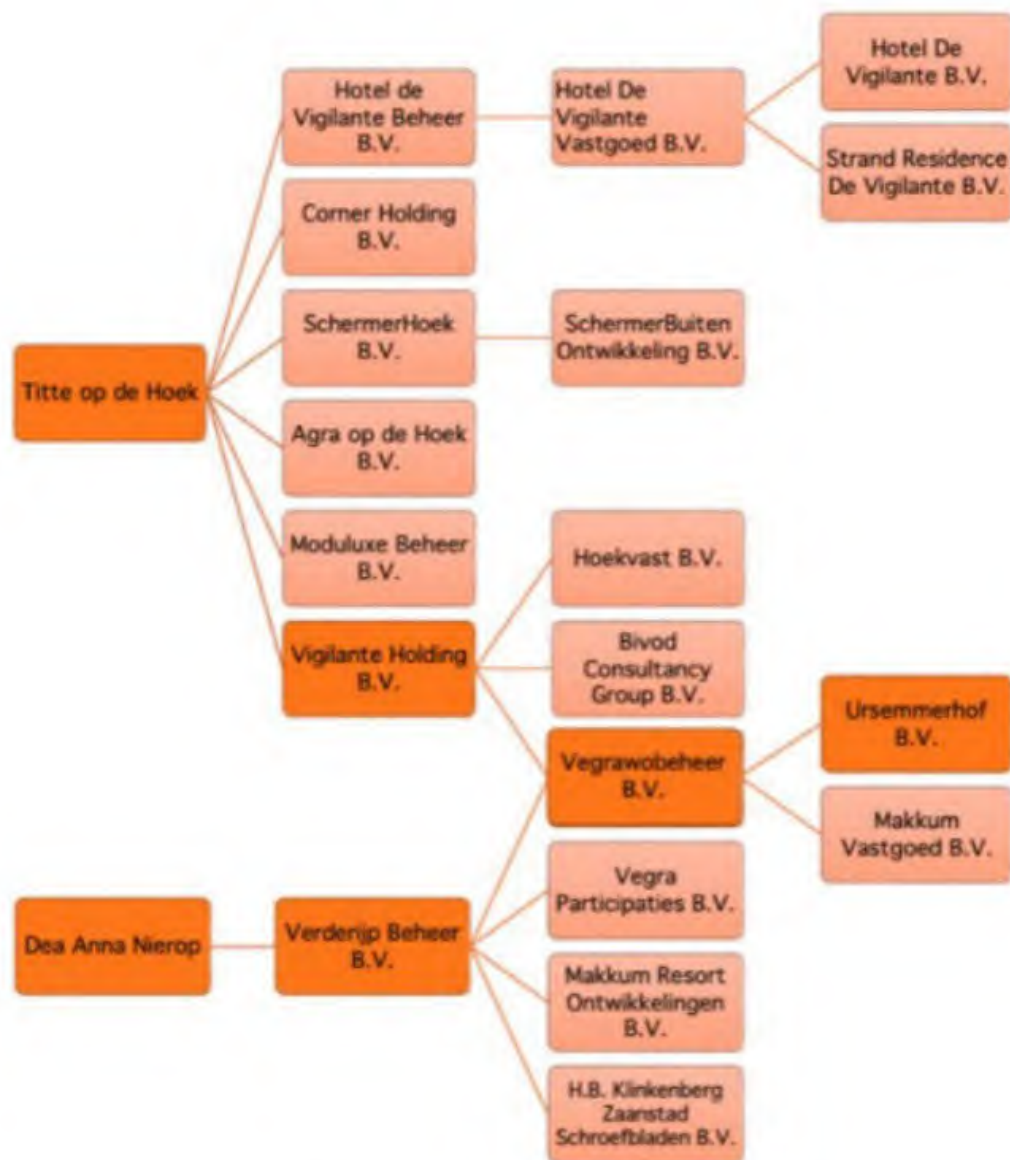 Hotel De
Vigilante B.V.
Hotel de
Vigilante Beheer
B.V.
Hotel De
Vigilante
Vastgoed B.V.
Strand Residence
De Vigilante B.V.
Corner Holding
B.V.
SchermerHoek
B.V.
SchermerBuiten
Ontwikkeling B.V.
Titte op de Hoek
Agra op de Hoek
B.V.
Moduluxe Beheer
B.V.
Hoekvast B.V.
Vigilante Holding
B.V.
Bivod
Consultancy
Group B.V.
Ursemmerhof
B.V.
Vegrawobeheer
B.V.
Makkum
Vastgoed B.V.
Vegra
Participaties B.V.
Dea Anna Nierop
Verderijp Beheer
B.V.
Makkum Resort
Ontwikkelingen
B.V.
H.B. Klinkenberg
Zaanstad
Schroefbladen B.V.